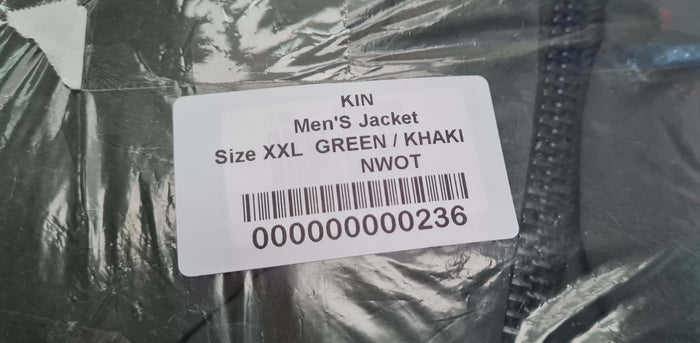 KIN
Men'S Jacket
Size XXL GREEN / KHAKI
NWOT
000000000236